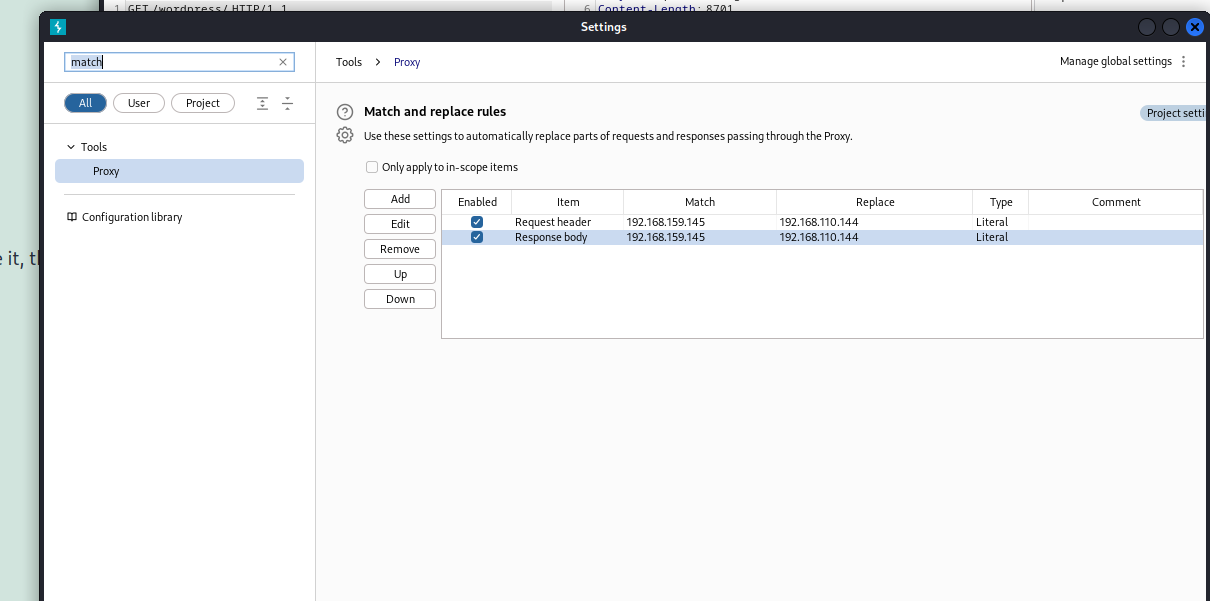 1 GET /wordpress/ HTTP/1.1
6 Content-Length: 8701
Settings
match
Tools > Proxy
Manage global settings
All User Project
Tools
Proxy
Configuration library
e it, th
Match and replace rules
Project setti
Use these settings to automatically replace parts of requests and responses passing through the Proxy.
Only apply to in-scope items
Add
Edit
Remove
Up
Down
Enabled Item Match Replace Type Comment
Request header 192.168.159.145 192.168.110.144 Literal
Response body 192.168.159.145 192.168.110.144 Literal